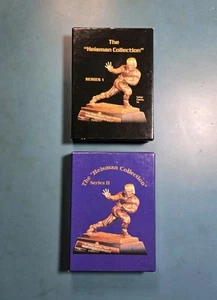 The
"Heisman Collection"
SERIES 1
The "Heisman Collection"
Series II